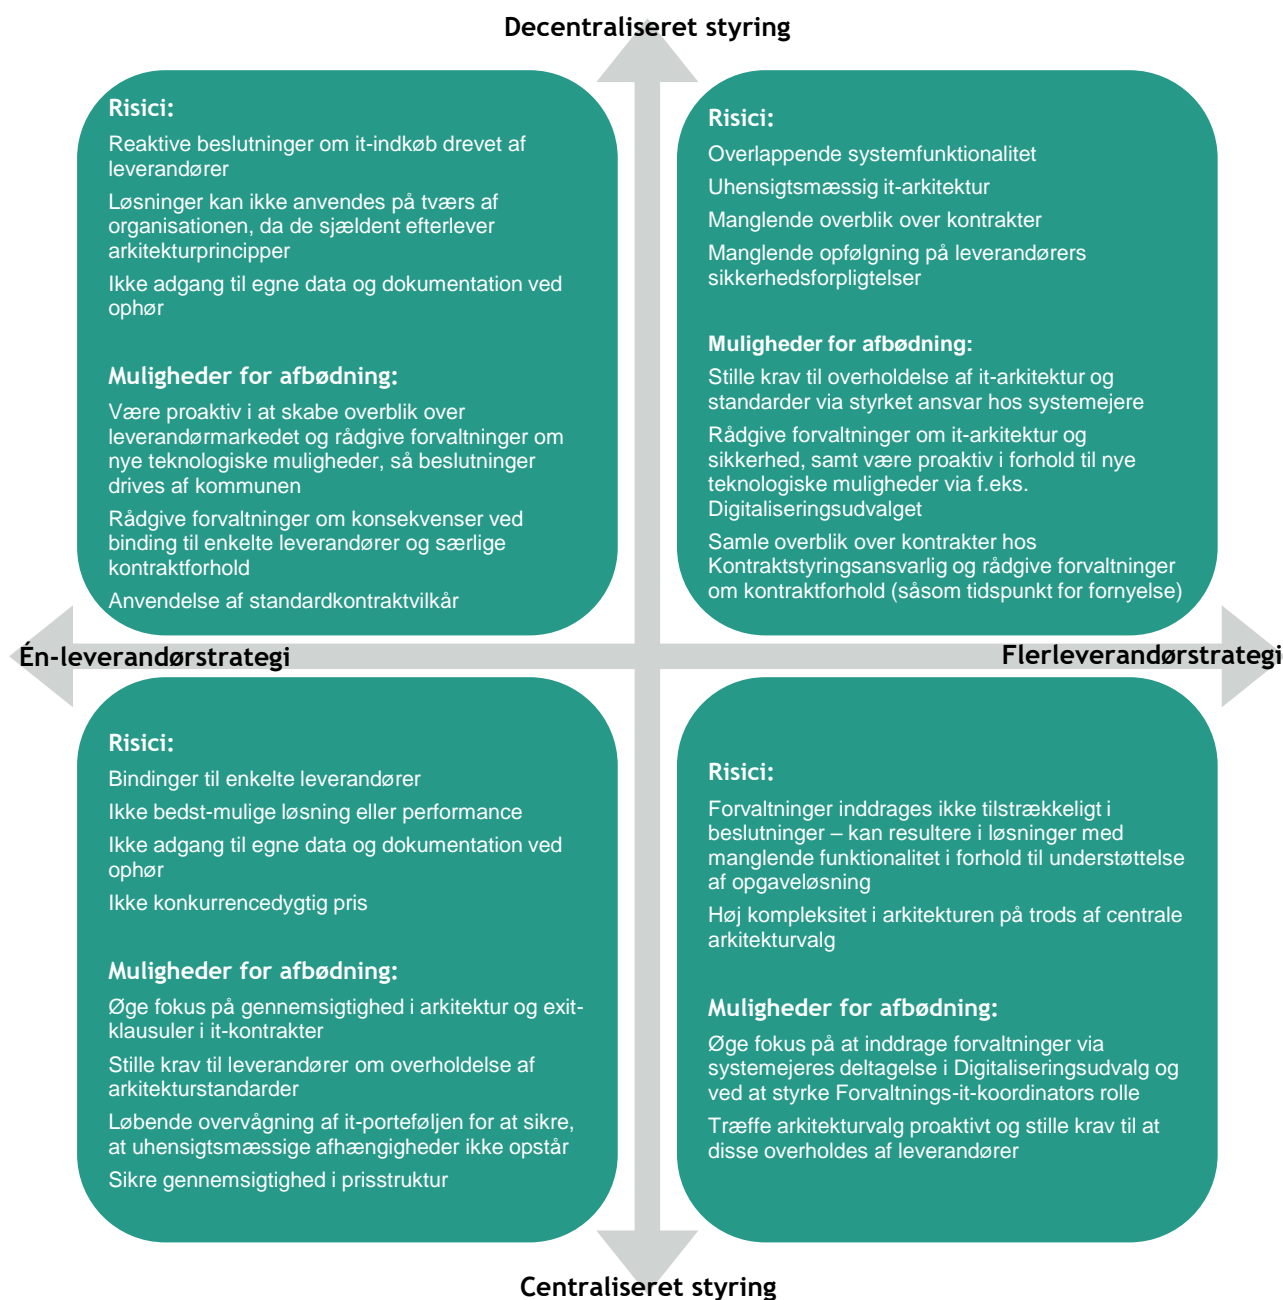 Decentraliseret styring
Risici:
Reaktive beslutninger om it-indkøb drevet af
leverandører
Løsninger kan ikke anvendes på tværs af
organisationen, da de sjældent efterlever
arkitekturprincipper
Ikke adgang til egne data og dokumentation ved
ophør
Muligheder for afbødning:
Være proaktiv i at skabe overblik over
leverandørmarkedet og rådgive forvaltninger om
nye teknologiske muligheder, så beslutninger
drives af kommunen
Rådgive forvaltninger om konsekvenser ved
binding til enkelte leverandører og særlige
kontraktforhold
Anvendelse af standardkontraktvilkår
Risici:
Overlappende systemfunktionalitet
Uhensigtsmæssig it-arkitektur
Manglende overblik over kontrakter
Manglende opfølgning på leverandørers
sikkerhedsforpligtelser
Muligheder for afbødning:
Stille krav til overholdelse af it-arkitektur og
standarder via styrket ansvar hos systemejere
Rådgive forvaltninger om it-arkitektur og
sikkerhed, samt være proaktiv i forhold til nye
teknologiske muligheder via f.eks.
Digitaliseringsudvalget
Samle overblik over kontrakter hos
Kontraktstyringsansvarlig og rådgive forvaltninger
om kontraktforhold (såsom tidspunkt for fornyelse)
Én-leverandørstrategi
Flerleverandørstrategi
Risici:
Bindinger til enkelte leverandører
Ikke bedst-mulige løsning eller performance
Ikke adgang til egne data og dokumentation ved
ophør
Ikke konkurrencedygtig pris
Muligheder for afbødning:
Øge fokus på gennemsigtighed i arkitektur og exit-
klausuler i it-kontrakter
Stille krav til leverandører om overholdelse af
arkitekturstandarder
Løbende overvågning af it-porteføljen for at sikre,
at uhensigtsmæssige afhængigheder ikke opstår
Sikre gennemsigtighed i prisstruktur
Risici:
Forvaltninger inddrages ikke tilstrækkeligt i
beslutninger – kan resultere i løsninger med
manglende funktionalitet i forhold til understøttelse
af opgaveløsning
Høj kompleksitet i arkitekturen på trods af centrale
arkitekturvalg
Muligheder for afbødning:
Øge fokus på at inddrage forvaltninger via
systemejeres deltagelse i Digitaliseringsudvalg og
ved at styrke Forvaltnings-it-koordinators rolle
Træffe arkitekturvalg proaktivt og stille krav til at
disse overholdes af leverandører
Centraliseret styring